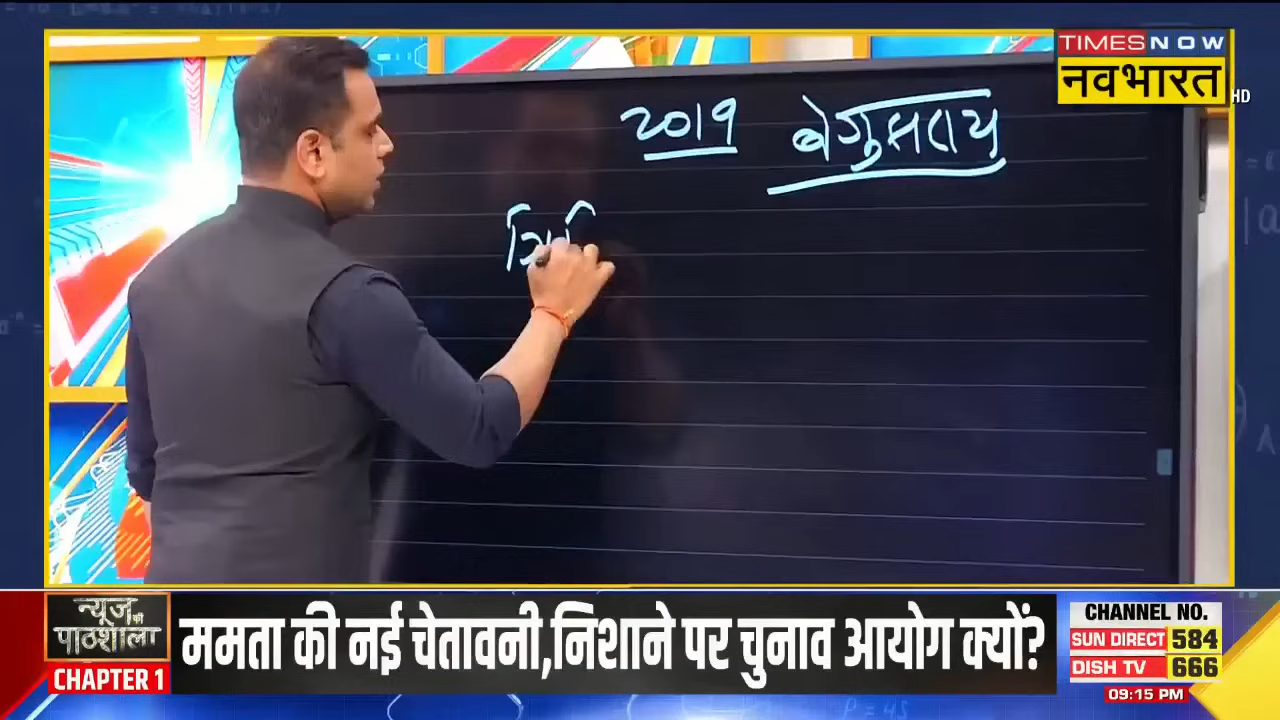 TIMES NOW
नवभारत
HD
2019 बेगुसराय
न्यूज़ की
पाठशाला
CHAPTER 1
ममता की नई चेतावनी,निशाने पर चुनाव आयोग क्यों?
CHANNEL NO.
SUN DIRECT 584
DISH TV 666
09:15 PM